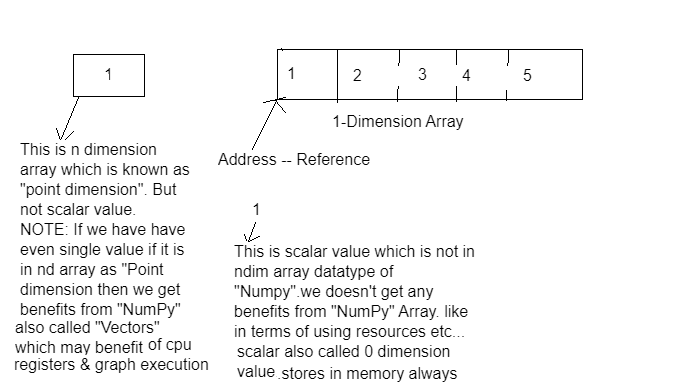 1
1 2 3 4 5
1-Dimension Array
Address -- Reference
This is n dimension
array which is known as
"point dimension". But
not scalar value.
NOTE: If we have have
even single value if it is
in nd array as "Point
dimension then we get
benefits from "NumPy"
also called "Vectors"
which may benefit of cpu
registers & graph execution
1
This is scalar value which is not in
ndim array datatype of
"Numpy".we doesn't get any
benefits from "NumPy" Array. like
in terms of using resources etc...
scalar also called 0 dimension
value .stores in memory always